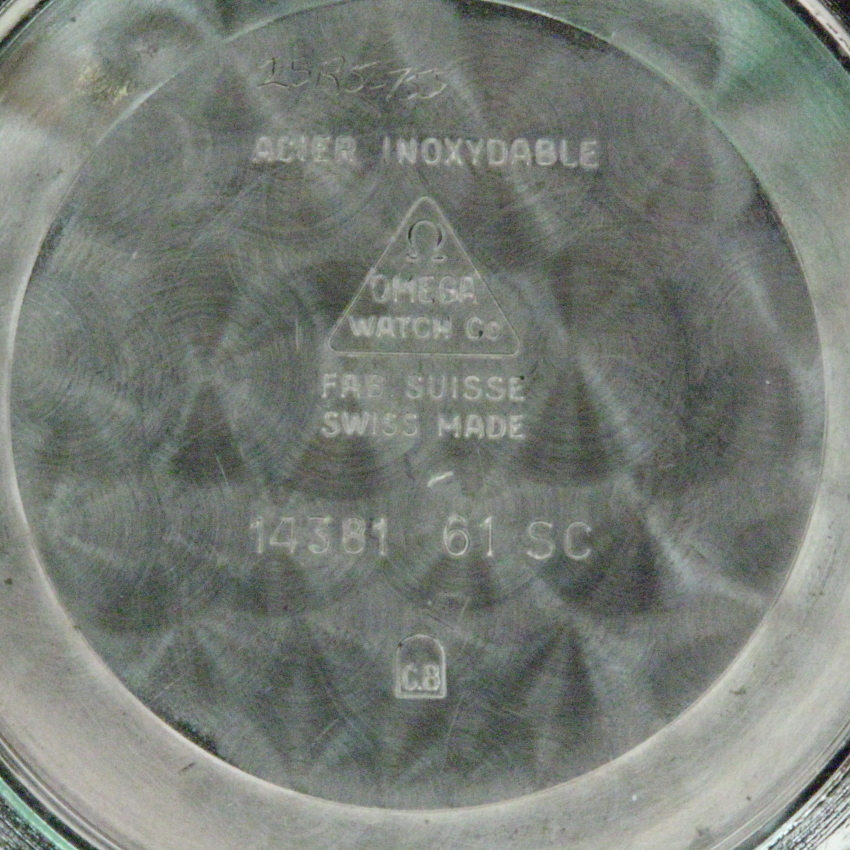 ACIER INOXYDABLE
Ω
OMEGA
WATCH Co
FAB SUISSE
SWISS MADE
14381 61 SC
C.B